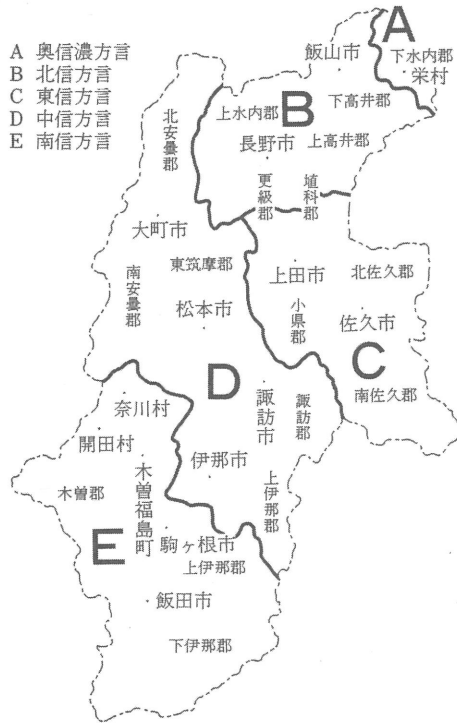 A 奥信濃方言
B 北信方言
C 東信方言
D 中信方言
E 南信方言
A
飯山市
下水内郡
栄村
北安曇郡
上水内郡
B
下高井郡
長野市
上高井郡
更級郡
埴科郡
大町市
東筑摩郡
南安曇郡
松本市
上田市
北佐久郡
小県郡
佐久市
C
南佐久郡
D
諏訪市
諏訪郡
伊那市
上伊那郡
奈川村
開田村
木曽郡
木曽福島町
E
駒ヶ根市
上伊那郡
飯田市
下伊那郡